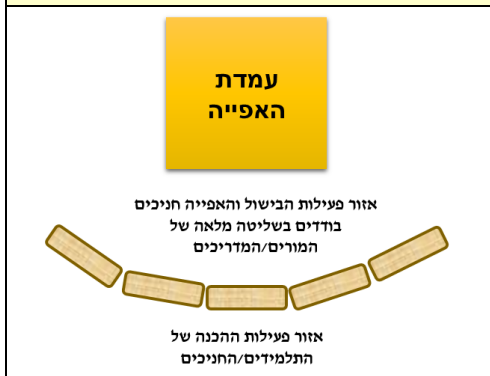 עמדת
האפייה
אזור פעילות הבישול והאפייה חניכים
בודדים בשליטה מלאה של
המורים/המדריכים
אזור פעילות ההכנה של
התלמידים/החניכים